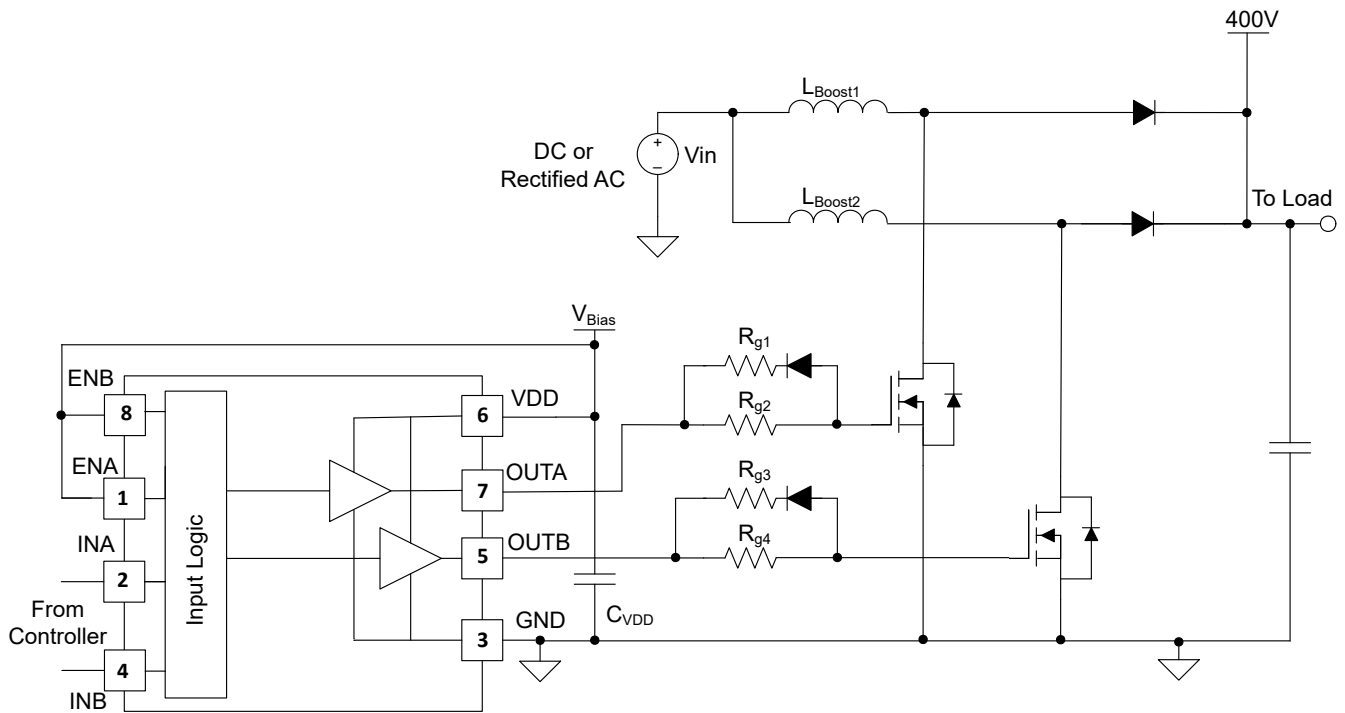 400V
L_Boost1
DC or
Rectified AC
+
–
Vin
L_Boost2
To Load
V_Bias
R_g1
R_g2
ENB
8
VDD
6
ENA
1
OUTA
7
R_g3
R_g4
INA
2
OUTB
5
Input Logic
From
Controller
C_VDD
GND
3
4
INB